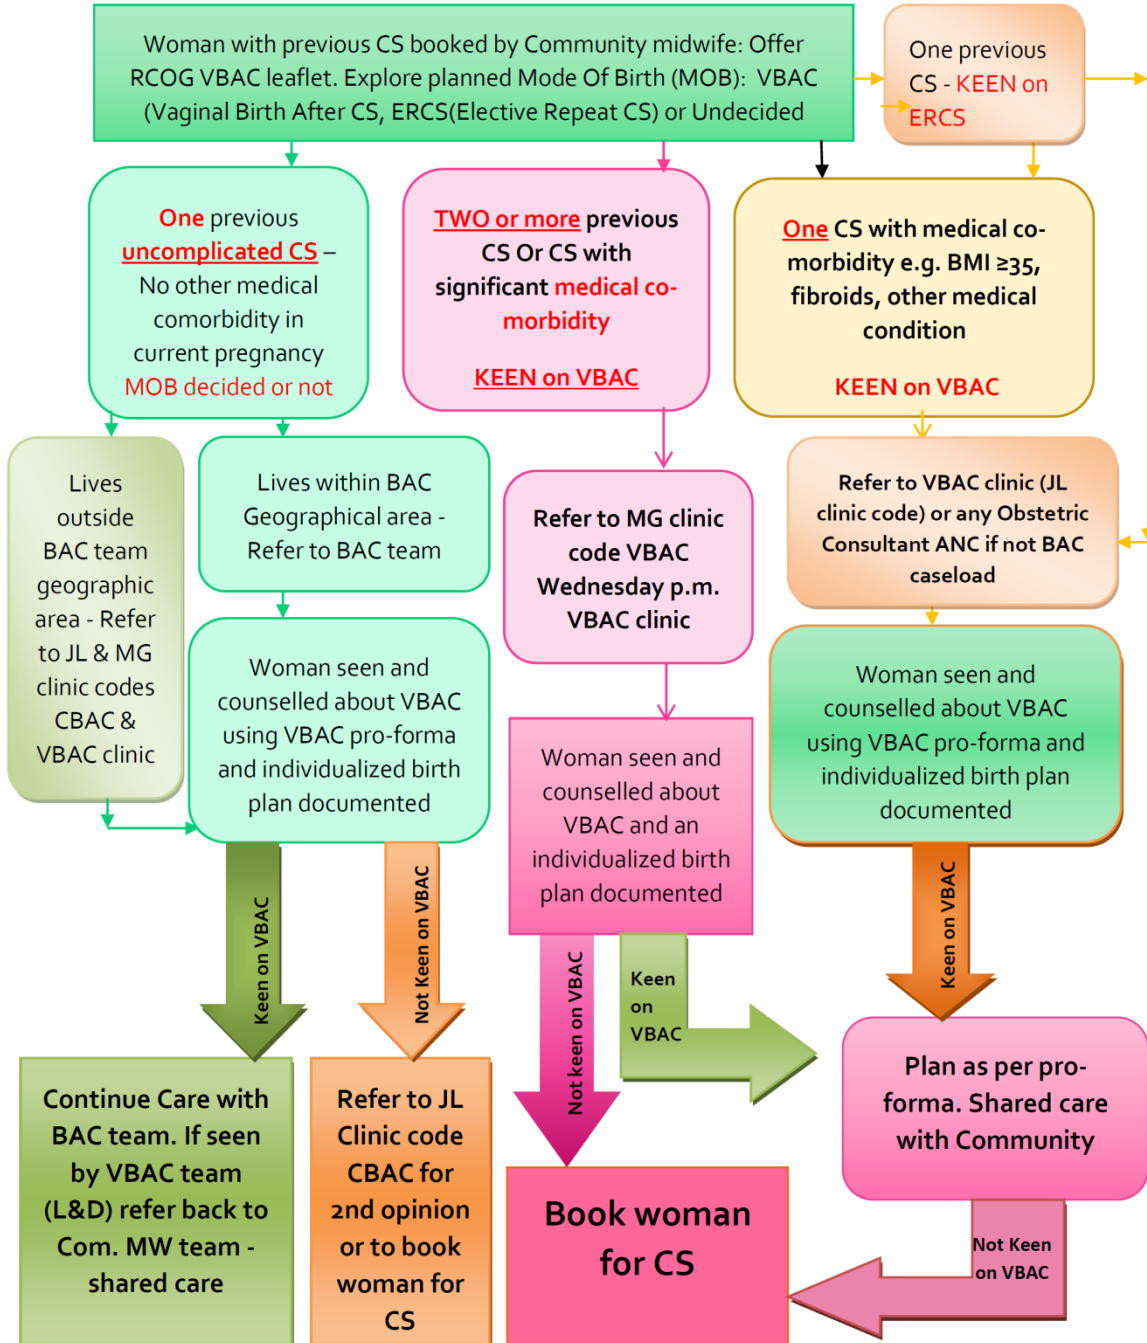 Woman with previous CS booked by Community midwife: Offer
RCOG VBAC leaflet. Explore planned Mode Of Birth (MOB): VBAC
(Vaginal Birth After CS, ERCS(Elective Repeat CS) or Undecided
One previous
CS - KEEN on
ERCS
One previous
uncomplicated CS –
No other medical
comorbidity in
current pregnancy
MOB decided or not
TWO or more previous
CS Or CS with
significant medical co-
morbidity
KEEN on VBAC
One CS with medical co-
morbidity e.g. BMI ≥35,
fibroids, other medical
condition
KEEN on VBAC
Lives
outside
BAC team
geographic
area - Refer
to JL & MG
clinic codes
CBAC &
VBAC clinic
Lives within BAC
Geographical area -
Refer to BAC team
Refer to MG clinic
code VBAC
Wednesday p.m.
VBAC clinic
Refer to VBAC clinic (JL
clinic code) or any Obstetric
Consultant ANC if not BAC
caseload
Woman seen and
counselled about VBAC
using VBAC pro-forma
and individualized birth
plan documented
Woman seen and
counselled about
VBAC and an
individualized birth
plan documented
Woman seen and
counselled about VBAC
using VBAC pro-forma and
individualized birth plan
documented
Keen on VBAC
Not Keen on VBAC
Not keen on VBAC
Keen
on
VBAC
Keen on VBAC
Continue Care with
BAC team. If seen
by VBAC team
(L&D) refer back to
Com. MW team -
shared care
Refer to JL
Clinic code
CBAC for
2nd opinion
or to book
woman for
CS
Book woman
for CS
Plan as per pro-
forma. Shared care
with Community
Not Keen
on VBAC